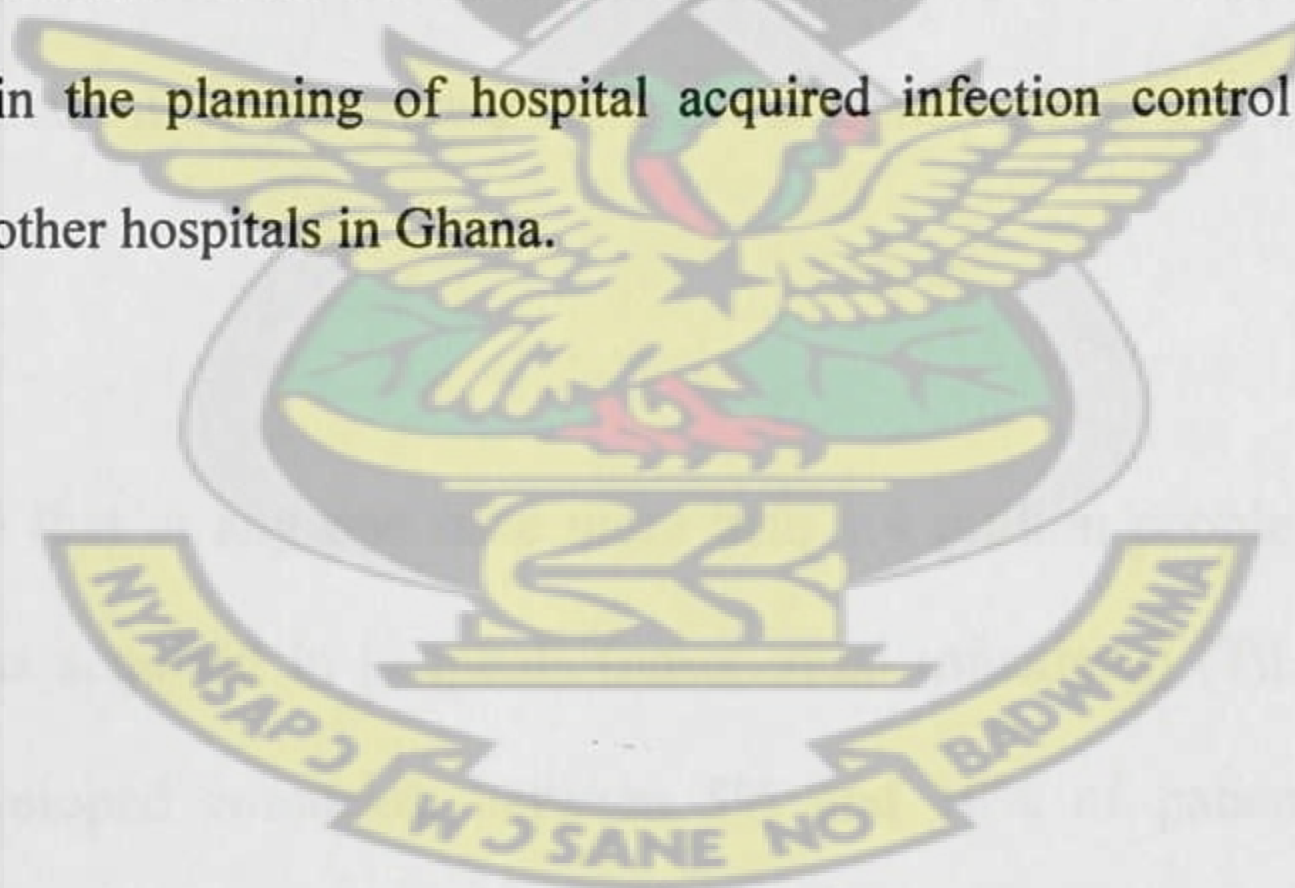 in the planning of hospital acquired infection control
other hospitals in Ghana.
NYANSAPƆ
WƆSANE NO
BADWENMA